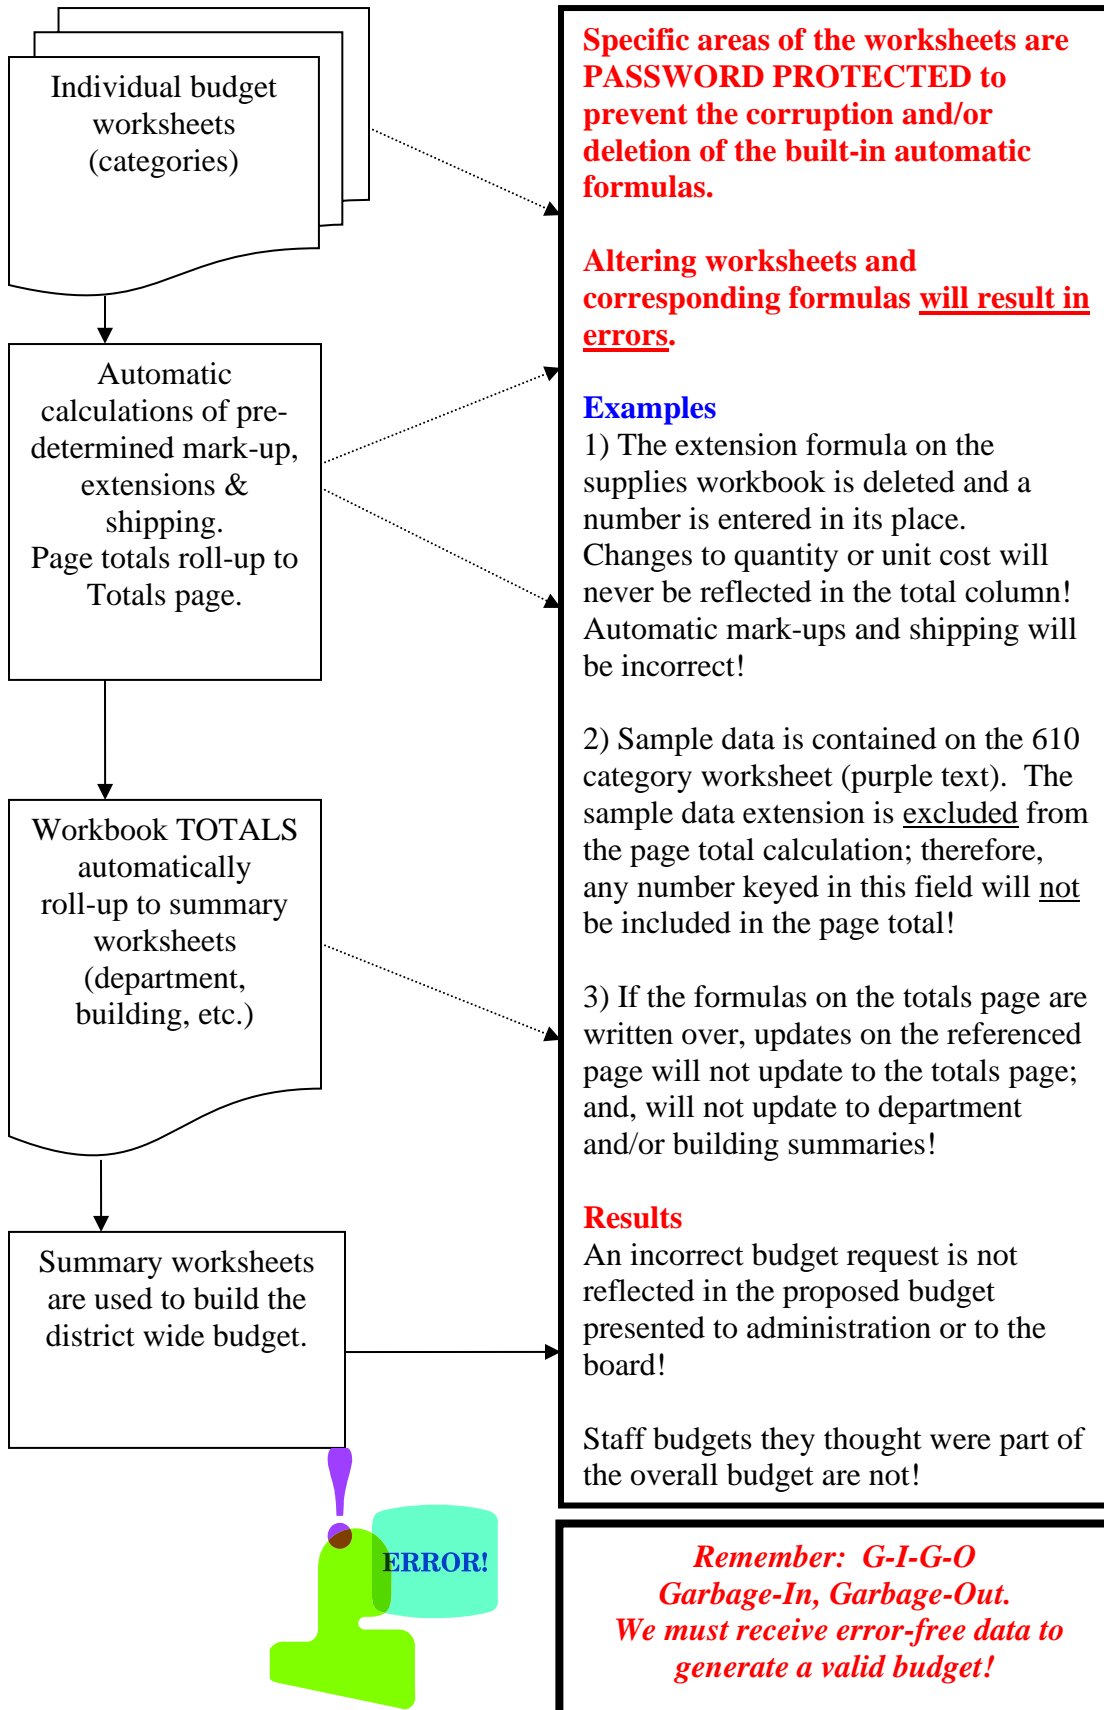 Individual budget
worksheets
(categories)
Automatic
calculations of pre-
determined mark-up,
extensions &
shipping.
Page totals roll-up to
Totals page.
Workbook TOTALS
automatically
roll-up to summary
worksheets
(department,
building, etc.)
Summary worksheets
are used to build the
district wide budget.
ERROR!
Specific areas of the worksheets are
PASSWORD PROTECTED to
prevent the corruption and/or
deletion of the built-in automatic
formulas.
Altering worksheets and
corresponding formulas will result in
errors.
Examples
1) The extension formula on the
supplies workbook is deleted and a
number is entered in its place.
Changes to quantity or unit cost will
never be reflected in the total column!
Automatic mark-ups and shipping will
be incorrect!
2) Sample data is contained on the 610
category worksheet (purple text).  The
sample data extension is excluded from
the page total calculation; therefore,
any number keyed in this field will not
be included in the page total!
3) If the formulas on the totals page are
written over, updates on the referenced
page will not update to the totals page;
and, will not update to department
and/or building summaries!
Results
An incorrect budget request is not
reflected in the proposed budget
presented to administration or to the
board!
Staff budgets they thought were part of
the overall budget are not!
Remember:  G-I-G-O
Garbage-In, Garbage-Out.
We must receive error-free data to
generate a valid budget!